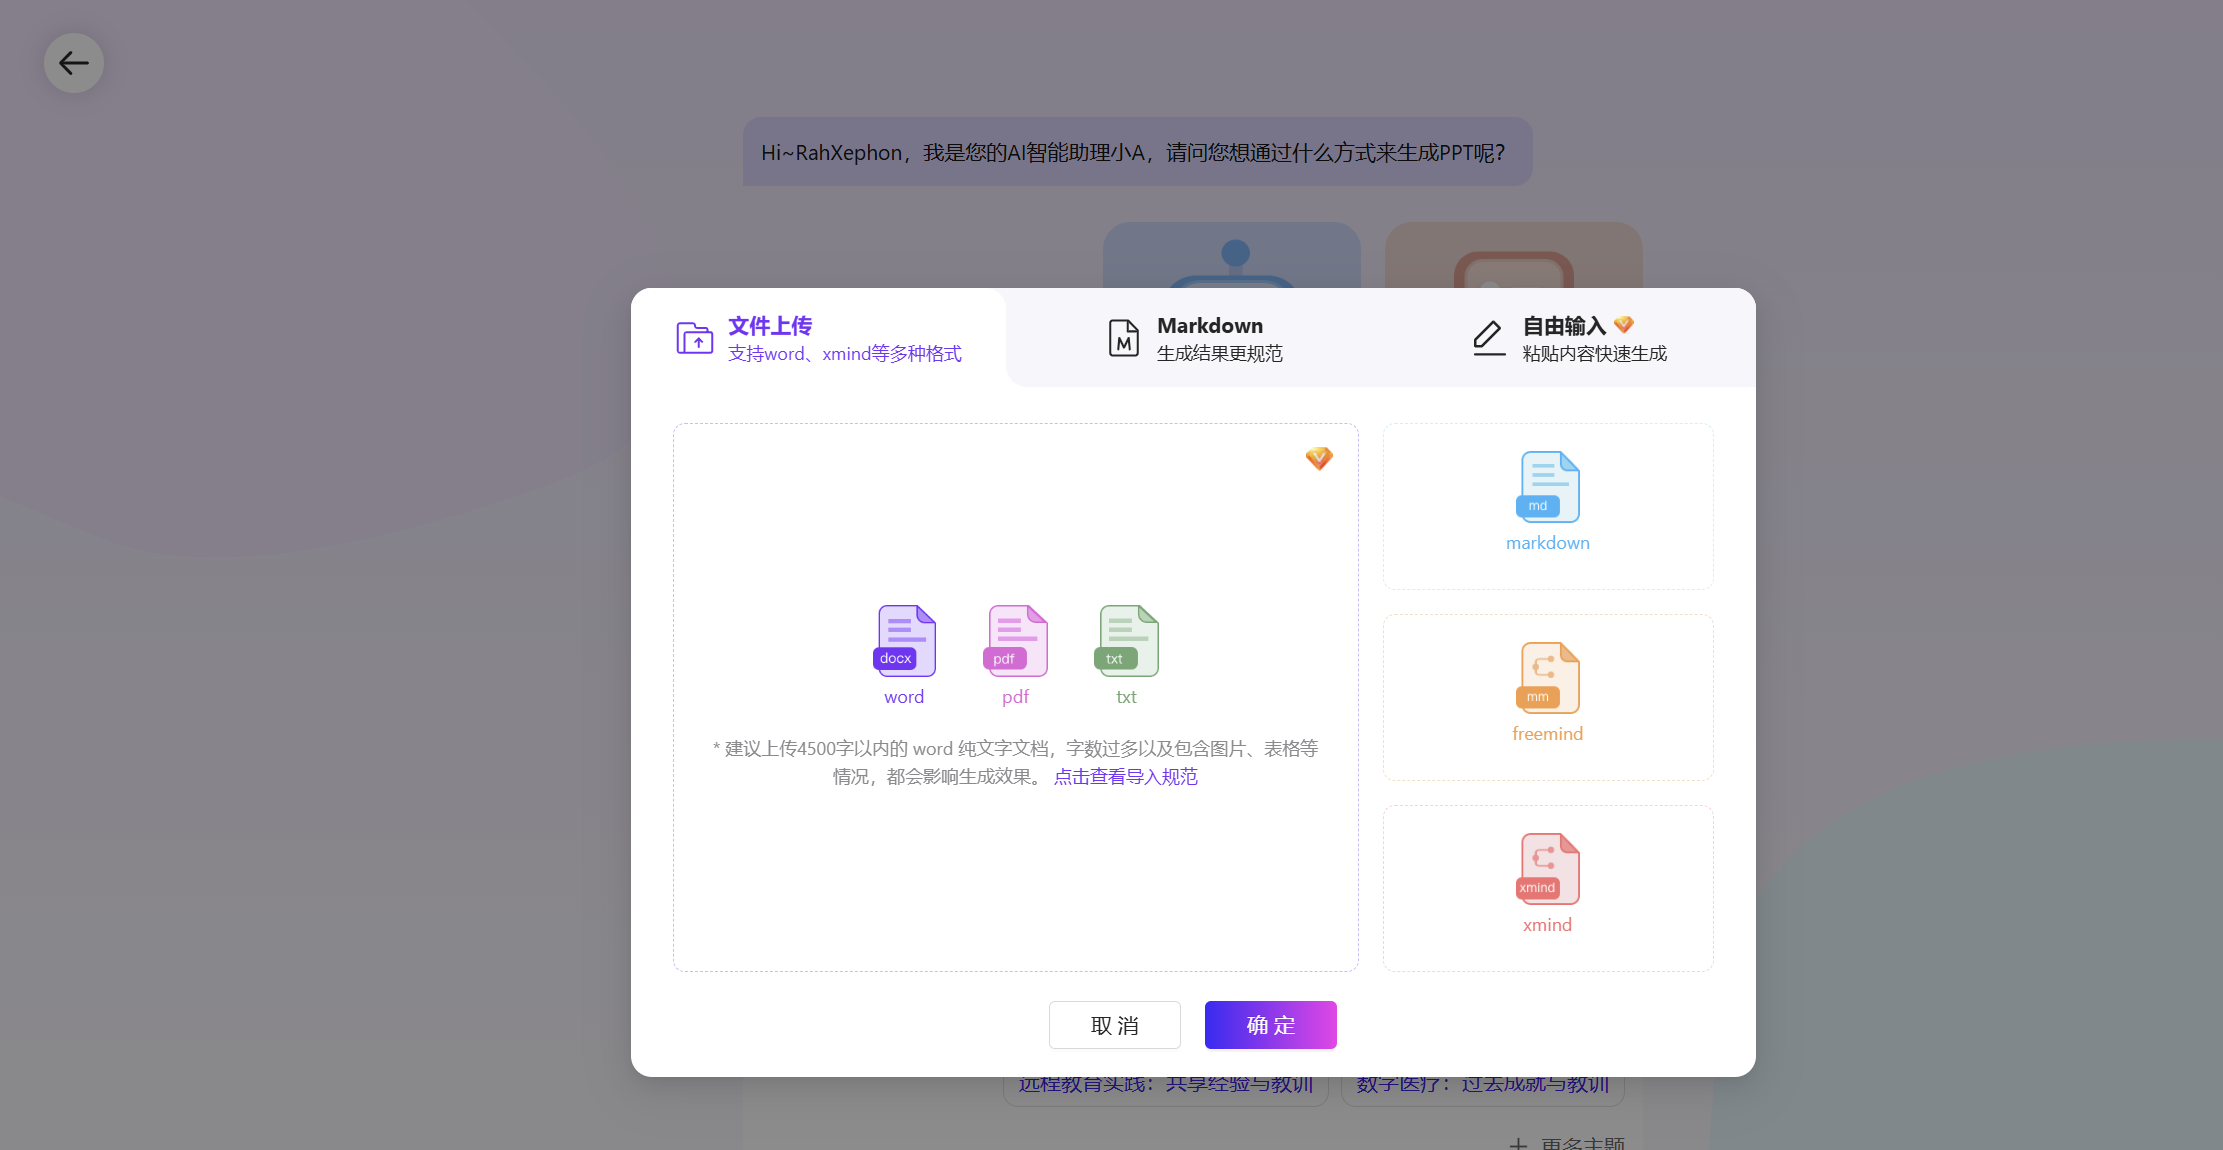 Hi~RahXephon，我是您的AI智能助理小A，请问您想通过什么方式来生成PPT呢？
文件上传
支持word、xmind等多种格式
Markdown
生成结果更规范
自由输入
粘贴内容快速生成
docx
word
pdf
pdf
txt
txt
* 建议上传4500字以内的 word 纯文字文档，字数过多以及包含图片、表格等
情况，都会影响生成效果。 点击查看导入规范
md
markdown
mm
freemind
xmind
xmind
取 消
确 定
远程教育实践：共享经验与教训
数字医疗：过去成就与教训
更多主题